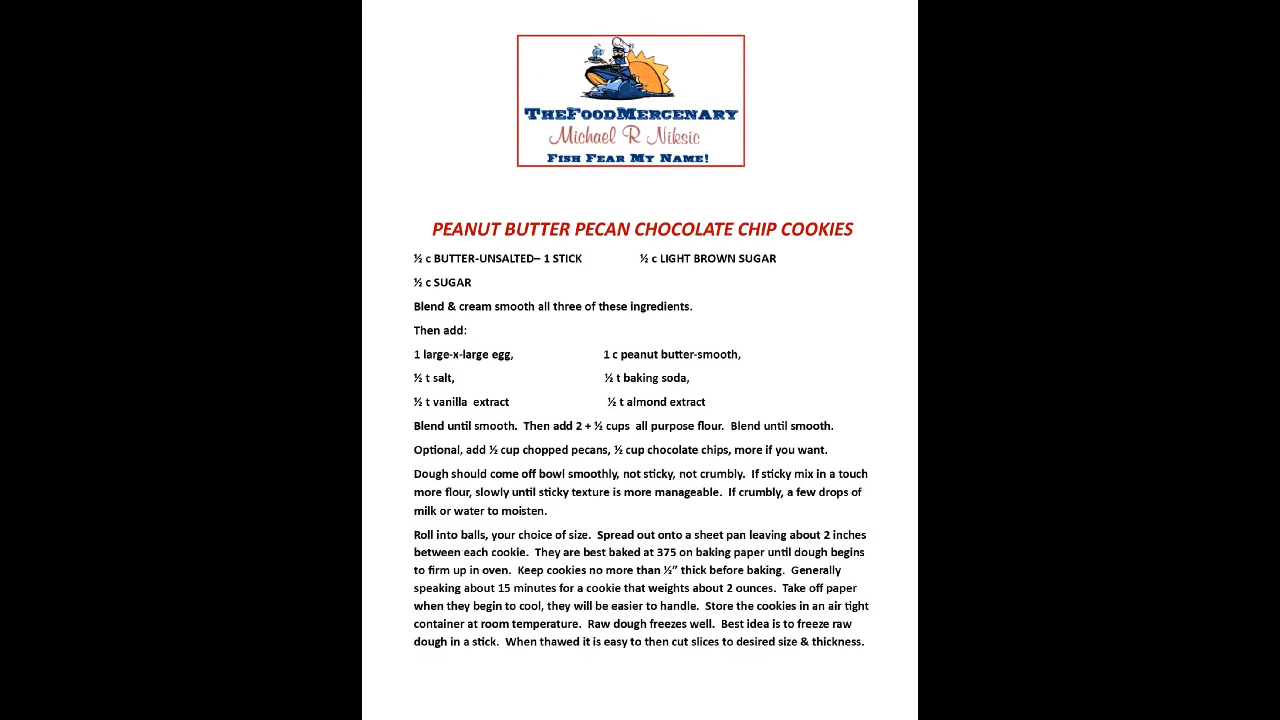 THEFOODMERCENARY
Michael R Niksic
FISH FEAR MY NAME!
PEANUT BUTTER PECAN CHOCOLATE CHIP COOKIES
½ c BUTTER-UNSALTED– 1 STICK ½ c LIGHT BROWN SUGAR
½ c SUGAR
Blend & cream smooth all three of these ingredients.
Then add:
1 large-x-large egg, 1 c peanut butter-smooth,
½ t salt, ½ t baking soda,
½ t vanilla extract ½ t almond extract
Blend until smooth. Then add 2 + ½ cups all purpose flour. Blend until smooth.
Optional, add ½ cup chopped pecans, ½ cup chocolate chips, more if you want.
Dough should come off bowl smoothly, not sticky, not crumbly. If sticky mix in a touch
more flour, slowly until sticky texture is more manageable. If crumbly, a few drops of
milk or water to moisten.
Roll into balls, your choice of size. Spread out onto a sheet pan leaving about 2 inches
between each cookie. They are best baked at 375 on baking paper until dough begins
to firm up in oven. Keep cookies no more than ½” thick before baking. Generally
speaking about 15 minutes for a cookie that weights about 2 ounces. Take off paper
when they begin to cool, they will be easier to handle. Store the cookies in an air tight
container at room temperature. Raw dough freezes well. Best idea is to freeze raw
dough in a stick. When thawed it is easy to then cut slices to desired size & thickness.